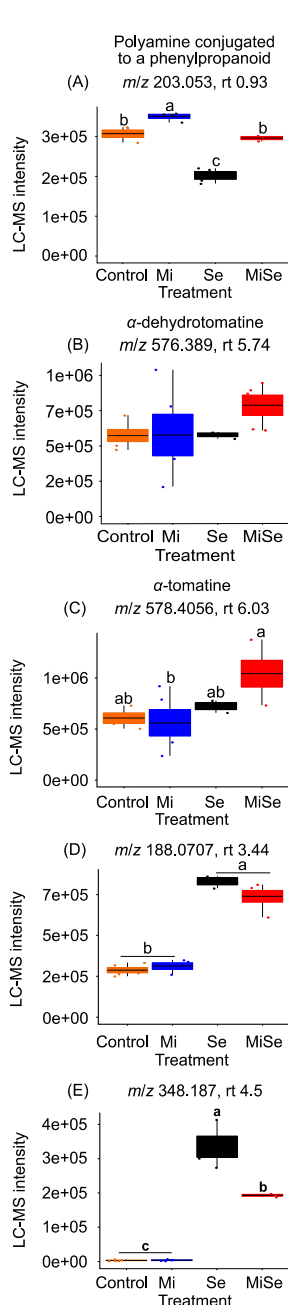 Polyamine conjugated
to a phenylpropanoid
(A) m/z 203.053, rt 0.93
LC-MS intensity
3e+05
2e+05
1e+05
0e+00
b
a
c
b
Control Mi Se MiSe
Treatment
α-dehydrotomatine
(B) m/z 576.389, rt 5.74
LC-MS intensity
1e+06
7e+05
5e+05
2e+05
0e+00
Control Mi Se MiSe
Treatment
α-tomatine
(C) m/z 578.4056, rt 6.03
LC-MS intensity
1e+06
5e+05
0e+00
ab
b
ab
a
Control Mi Se MiSe
(D) m/z 188.0707, rt 3.44
LC-MS intensity
7e+05
5e+05
2e+05
0e+00
b
a
Control Mi Se MiSe
(E) m/z 348.187, rt 4.5
LC-MS intensity
4e+05
3e+05
2e+05
1e+05
0e+00
c
a
b
Control Mi Se MiSe
Treatment